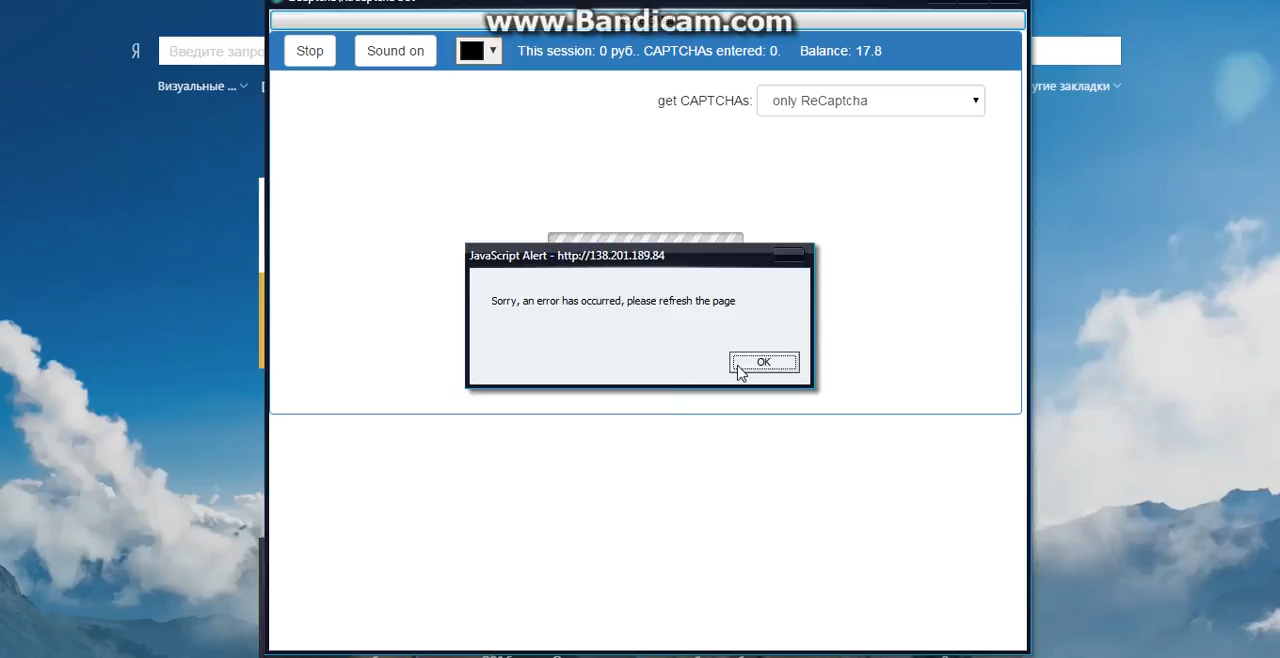 www.Bandicam.com
Я
Введите запро
Stop
Sound on
This session: 0 руб.. CAPTCHAs entered: 0.
Balance: 17.8
Визуальные ...
угие закладки
get CAPTCHAs:
only ReCaptcha
JavaScript Alert - http://138.201.189.84
Sorry, an error has occurred, please refresh the page
OK